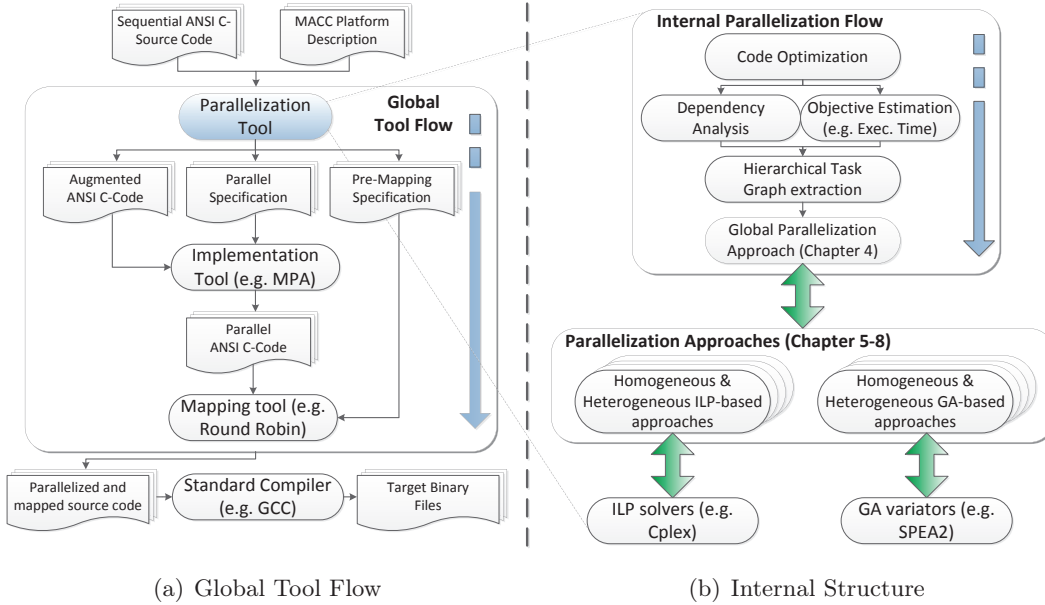 Sequential ANSI C-
Source Code
MACC Platform
Description
Parallelization
Tool
Global
Tool Flow
Augmented
ANSI C-Code
Parallel
Specification
Pre-Mapping
Specification
Implementation
Tool (e.g. MPA)
Parallel
ANSI C-Code
Mapping tool (e.g.
Round Robin)
Parallelized and
mapped source code
Standard Compiler
(e.g. GCC)
Target Binary
Files
(a) Global Tool Flow
Internal Parallelization Flow
Code Optimization
Dependency
Analysis
Objective Estimation
(e.g. Exec. Time)
Hierarchical Task
Graph extraction
Global Parallelization
Approach (Chapter 4)
Parallelization Approaches (Chapter 5-8)
Homogeneous &
Heterogeneous ILP-based
approaches
Homogeneous &
Heterogeneous GA-based
approaches
ILP solvers (e.g.
Cplex)
GA variators (e.g.
SPEA2)
(b) Internal Structure